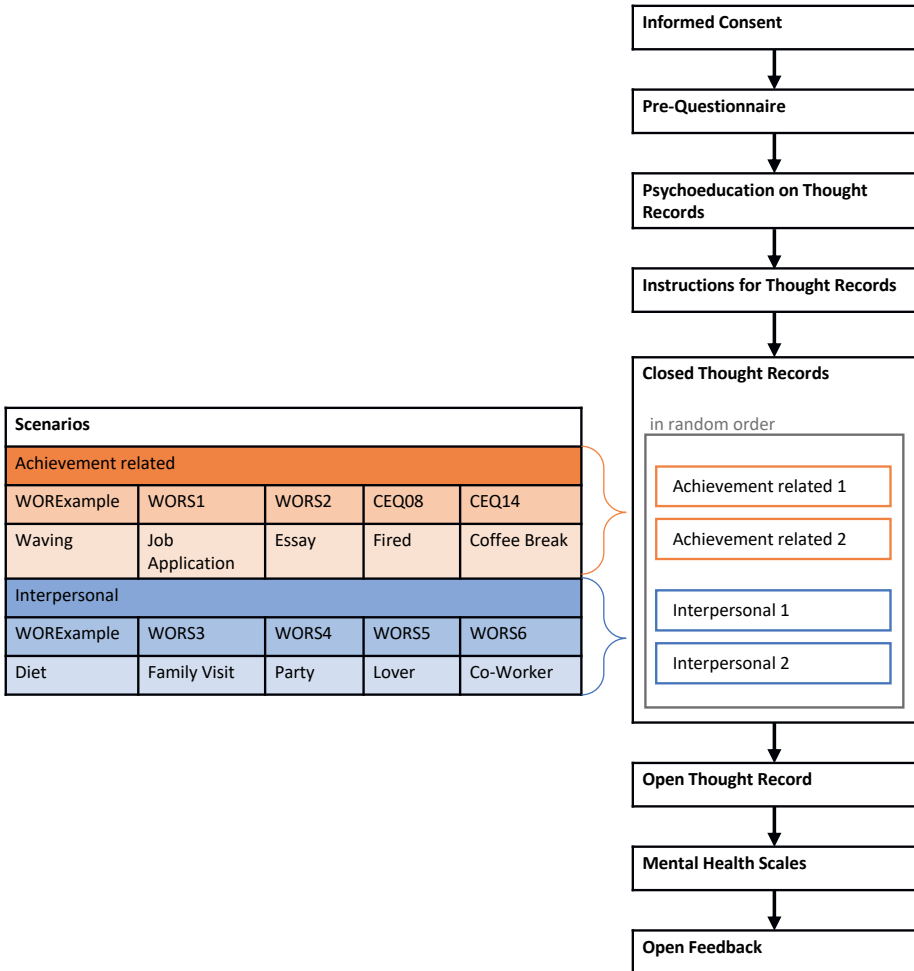 Informed Consent
Pre-Questionnaire
Psychoeducation on Thought
Records
Instructions for Thought Records
Closed Thought Records
in random order
Achievement related 1
Achievement related 2
Interpersonal 1
Interpersonal 2
Open Thought Record
Mental Health Scales
Open Feedback
Scenarios
Achievement related
WORExample WORS1 WORS2 CEQ08 CEQ14
Waving Job Essay Fired Coffee Break
Application
Interpersonal
WORExample WORS3 WORS4 WORS5 WORS6
Diet Family Visit Party Lover Co-Worker